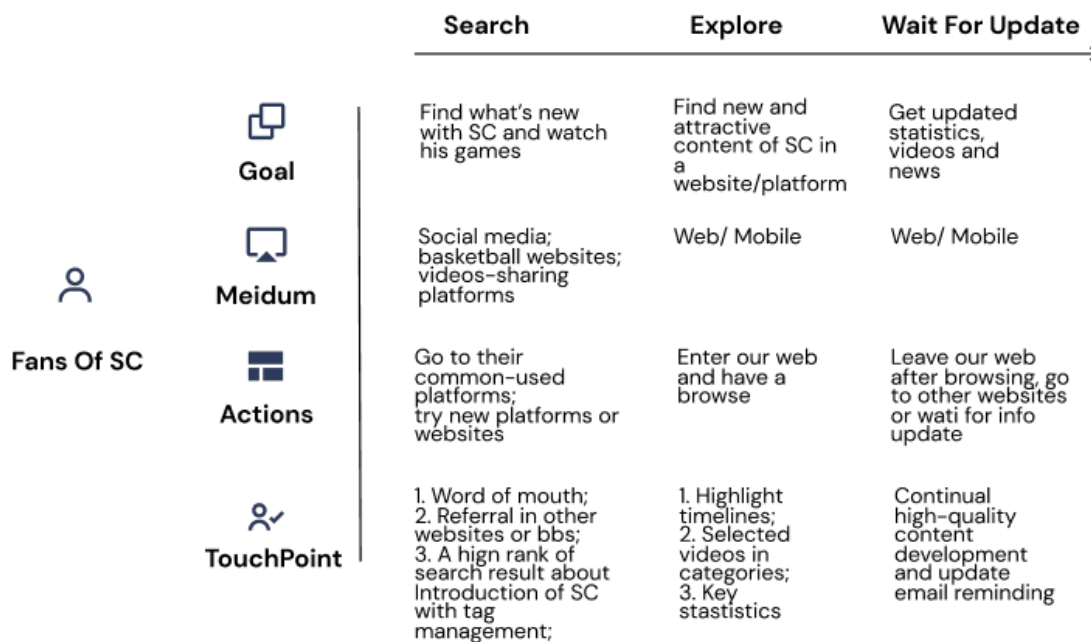 Search
Explore
Wait For Update
Goal
Find what's new
with SC and watch
his games
Find new and
attractive
content of SC in
a
website/platform
Get updated
statistics,
videos and
news
Meidum
Social media;
basketball websites;
videos-sharing
platforms
Web/ Mobile
Web/ Mobile
Fans Of SC
Actions
Go to their
common-used
platforms;
try new platforms or
websites
Enter our web
and have a
browse
Leave our web
after browsing, go
to other websites
or wati for info
update
TouchPoint
1. Word of mouth;
2. Referral in other
websites or bbs;
3. A hign rank of
search result about
Introduction of SC
with tag
management;
1. Highlight
timelines;
2. Selected
videos in
categories;
3. Key
stastistics
Continual
high-quality
content
development
and update
email reminding